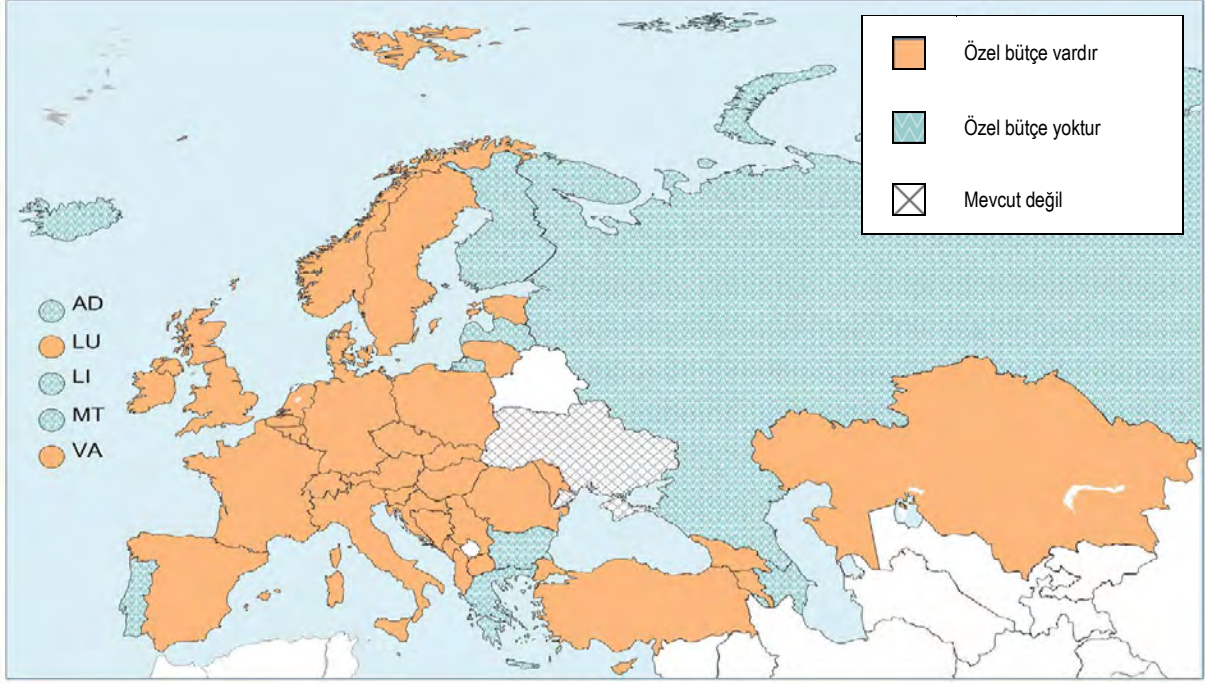 Özel bütçe vardır
Özel bütçe yoktur
Mevcut değil
AD
LU
LI
MT
VA